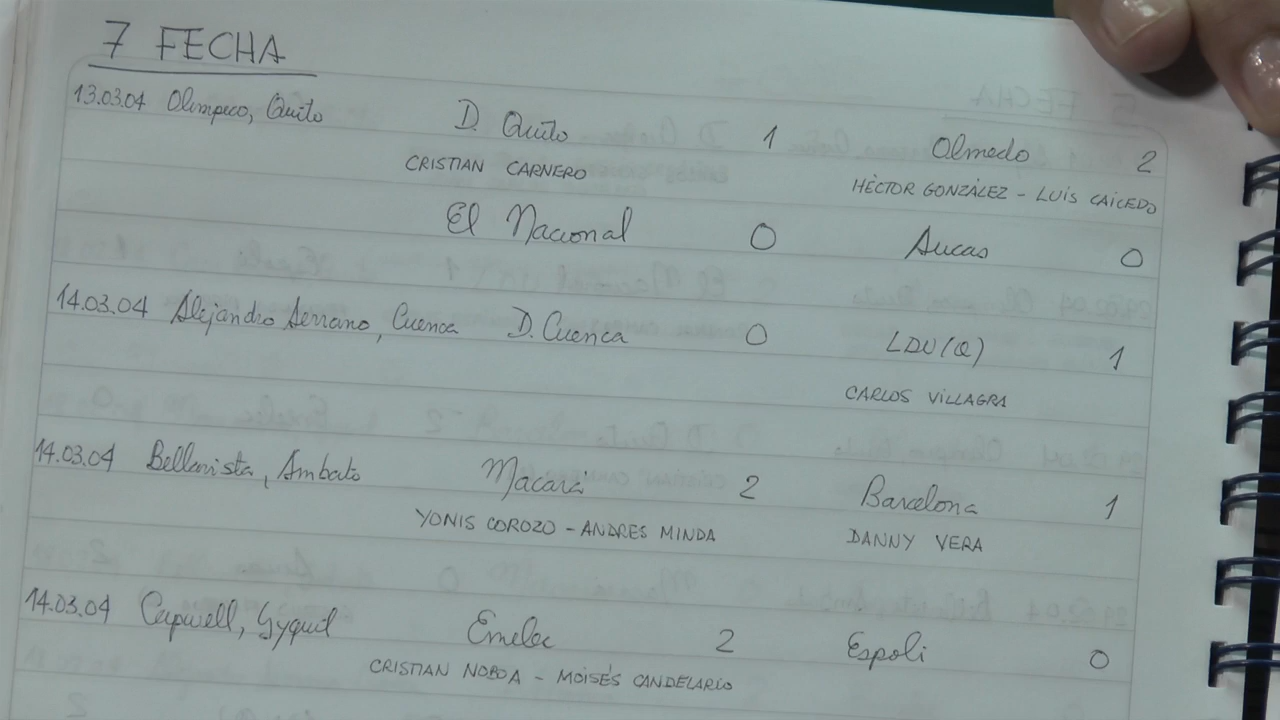 7 FECHA
13.03.04 Olimpico, Quito D. Quito 1 Olmedo 2
CRISTIAN CARNERO HÉCTOR GONZÁLEZ - LUIS CAICEDO
El Nacional 0 Aucas 0
14.03.04 Alejandro Serrano, Cuenca D. Cuenca 0 LDU (Q) 1
CARLOS VILLAGRA
14.03.04 Bellavista, Ambato Macará 2 Barcelona 1
YONIS COROZO - ANDRES MINDA DANNY VERA
14.03.04 Capwell, Gyquil Emelec 2 Espoli 0
CRISTIAN NOBOA - MOISÉS CANDELARIO